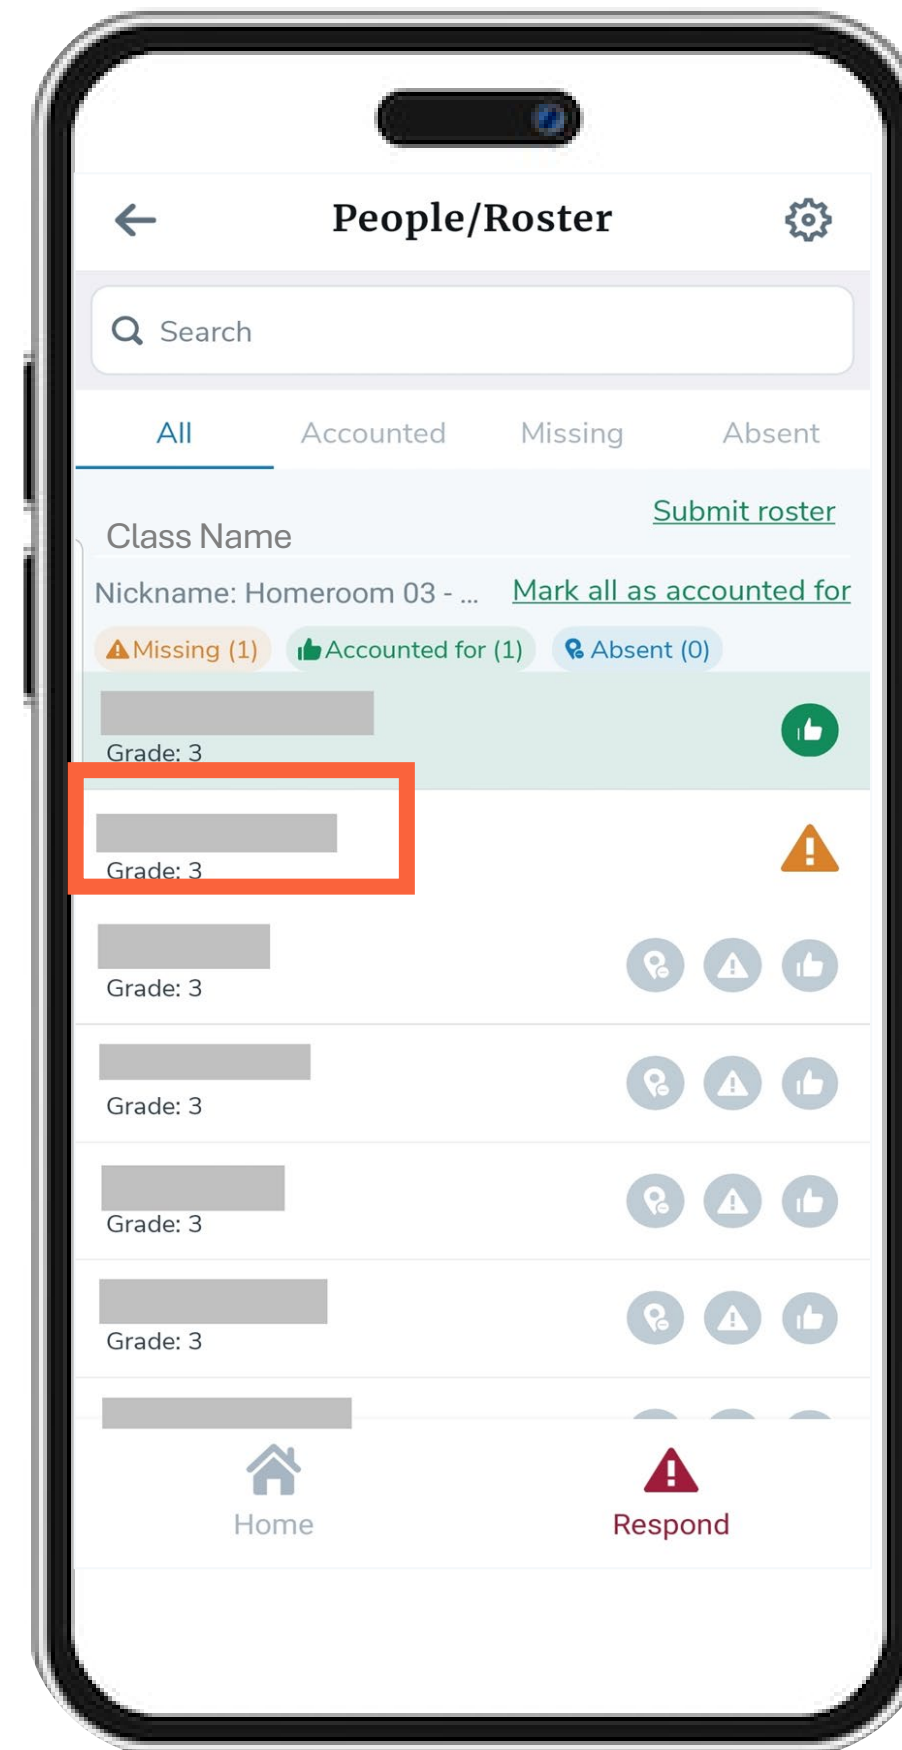 People/Roster
Search
All Accounted Missing Absent
Submit roster
Class Name
Nickname: Homeroom 03 - ... Mark all as accounted for
Missing (1) Accounted for (1) Absent (0)
Grade: 3
Grade: 3
Grade: 3
Grade: 3
Grade: 3
Grade: 3
Home Respond